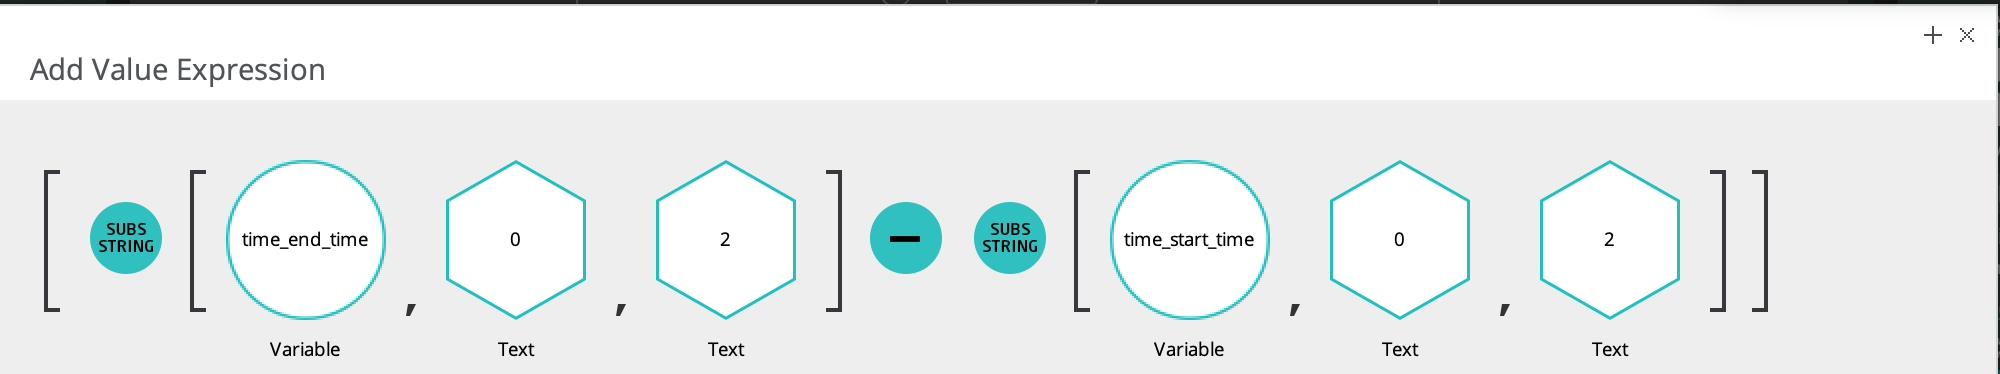 Add Value Expression
[ SUBS STRING [ time_end_time , 0 , 2 ] − SUBS STRING [ time_start_time , 0 , 2 ] ]
Variable Text Text Variable Text Text